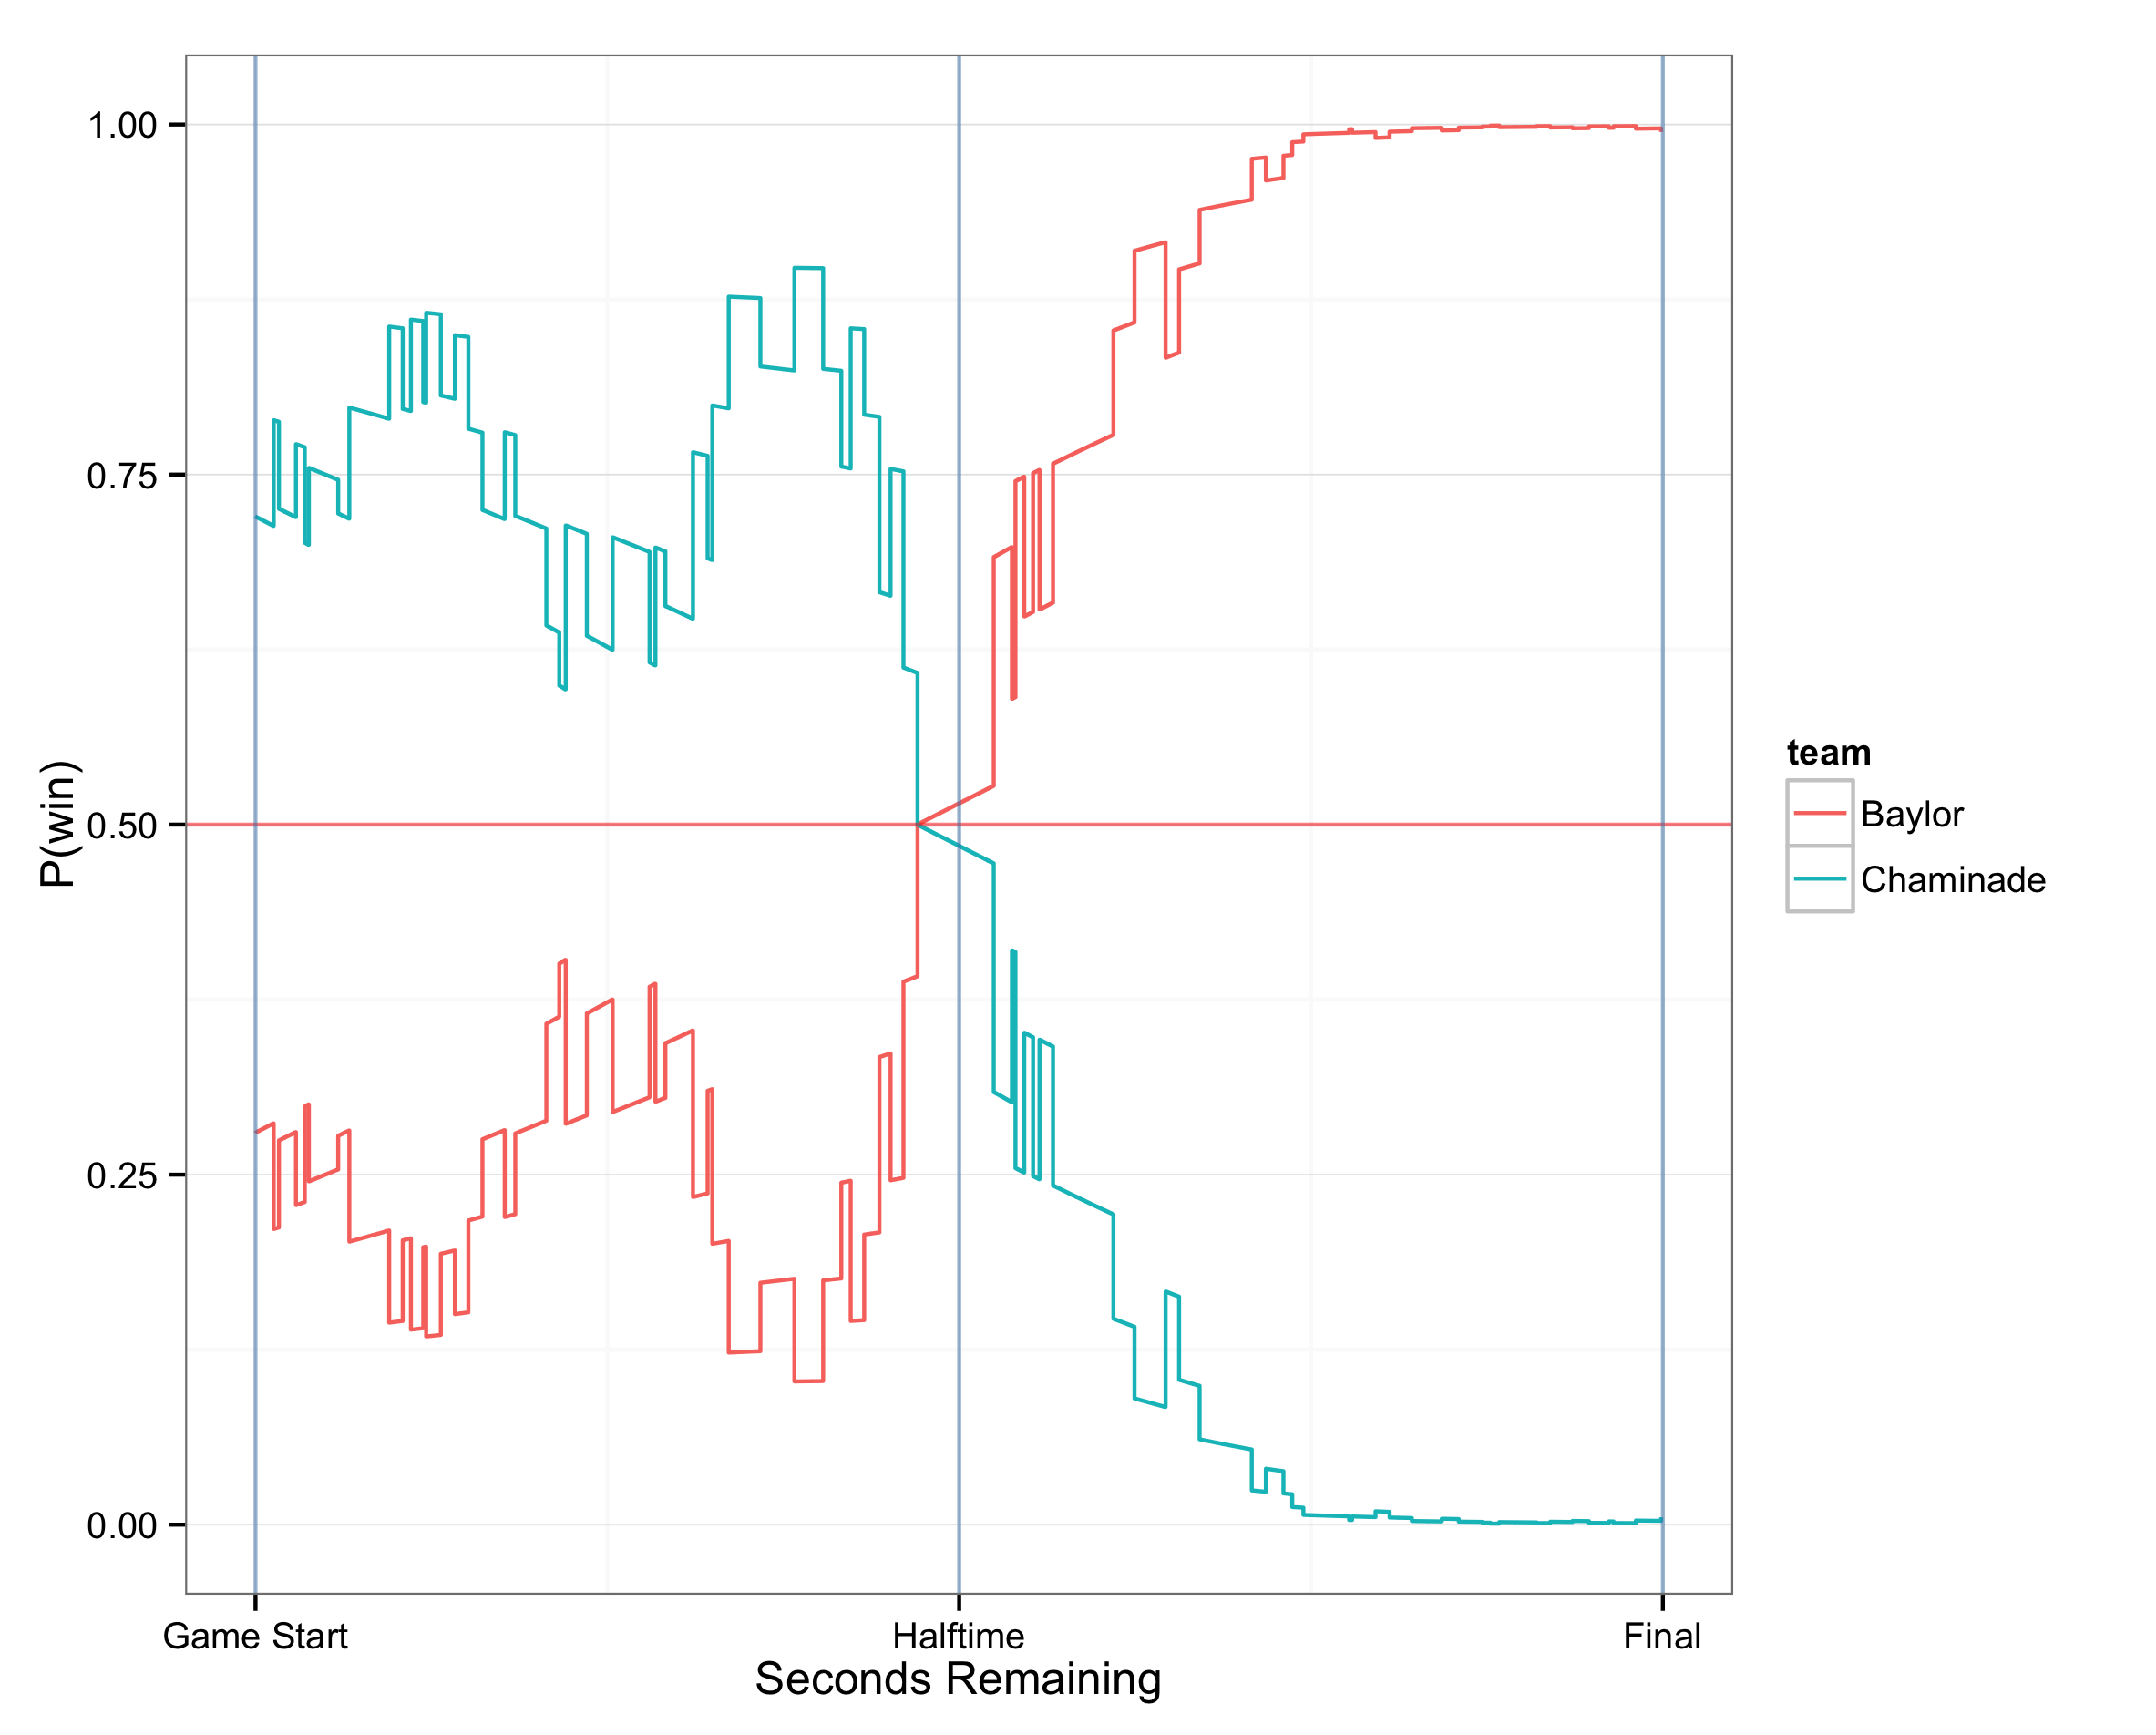 1.00
0.75
0.50
0.25
0.00
P(win)
Game Start
Halftime
Final
Seconds Remaining
team
Baylor
Chaminade